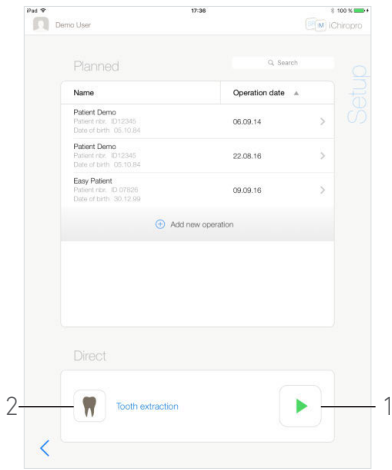 iPad 17:36 100 %
Demo User iChiropro
Setup
Planned Search
Name Operation date
Patient Demo
Patient nbr. ID12345 06.09.14
Date of birth 05.10.84
Patient Demo
Patient nbr. ID12345 22.08.16
Date of birth 05.10.84
Easy Patient
Patient nbr. ID 07826 09.09.16
Date of birth 30.12.99
Add new operation
Direct
2 Tooth extraction 1